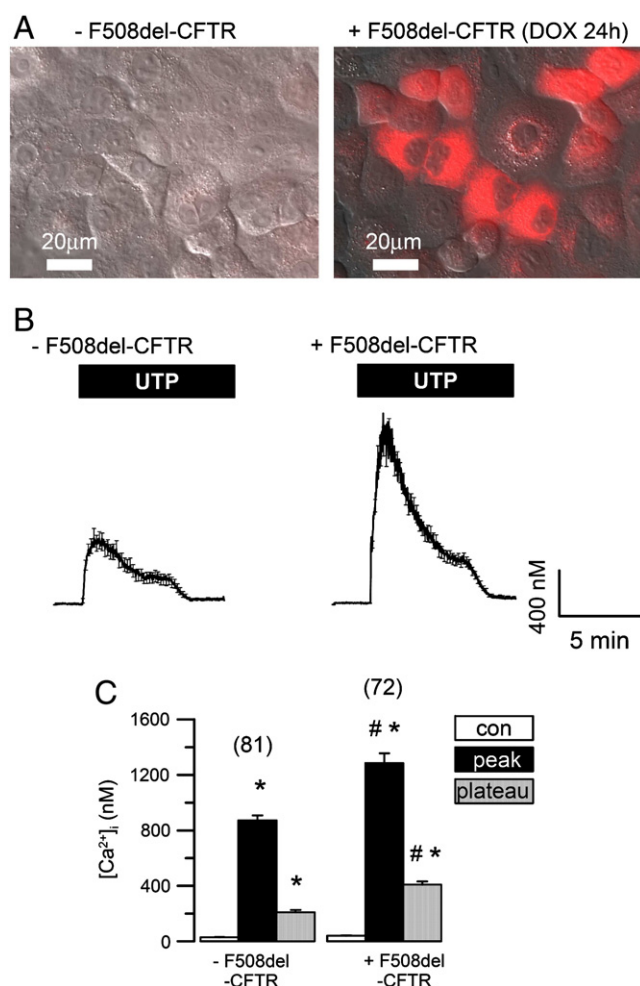 A
- F508del-CFTR
+ F508del-CFTR (DOX 24h)
20μm
20μm
B
- F508del-CFTR
+ F508del-CFTR
UTP
UTP
400 nM
5 min
C
(81)
(72)
*
*
# *
# *
con
peak
plateau
[Ca²⁺]ᵢ (nM)
1600
1200
800
400
0
- F508del
-CFTR
+ F508del
-CFTR